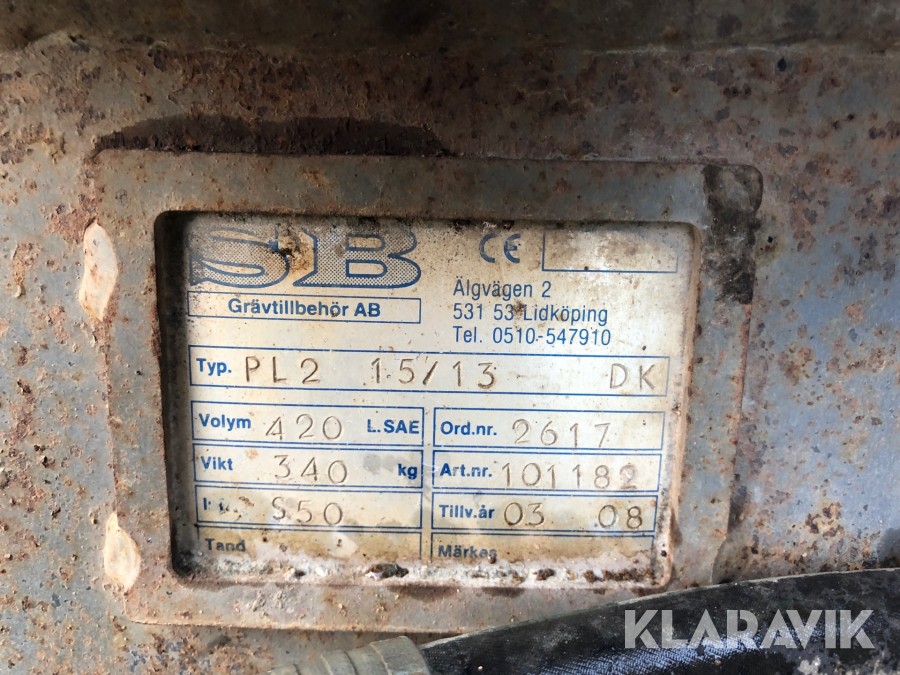 SB
CE
Grävtillbehör AB
Älgvägen 2
531 53 Lidköping
Tel. 0510-547910
Typ. PL2 15/13 DK
Volym 420 L.SAE
Ord.nr. 2617
Vikt 340 kg
Art.nr. 101182
S50
Tillv.år 03 08
Tand
Märkes
KLARAVIK